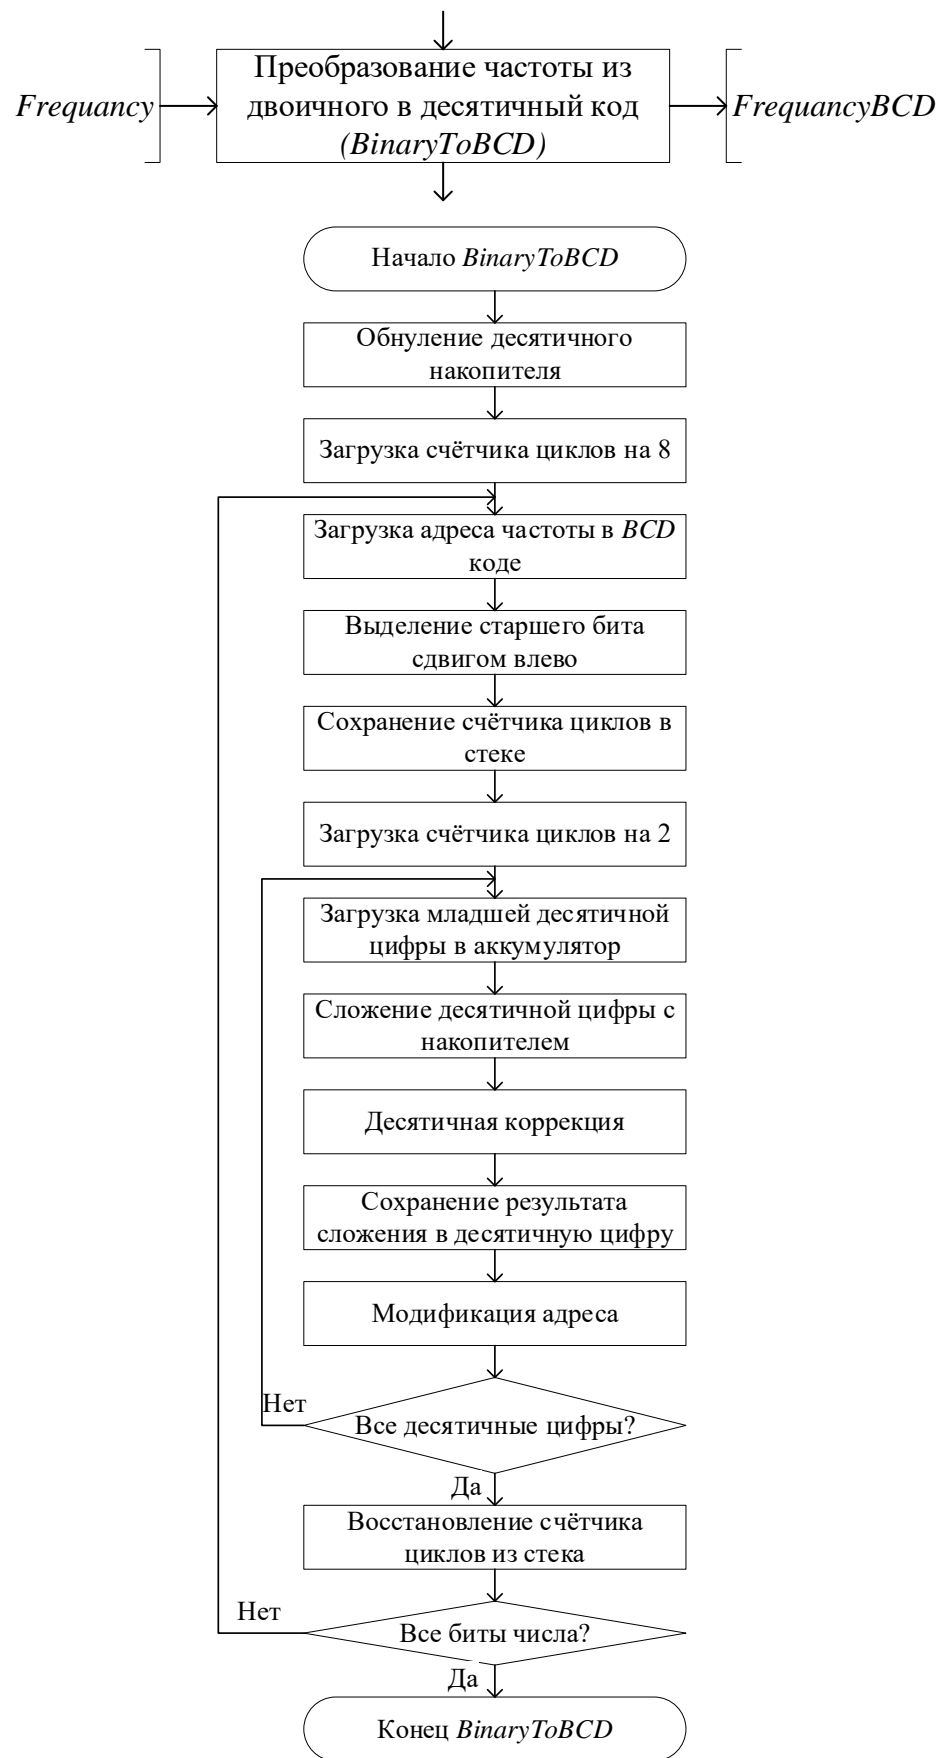 Преобразование частоты из
Frequancy
двоичного в десятичный код
FrequancyBCD
(BinaryToBCD)
Начало BinaryToBCD
Обнуление десятичного
накопителя
Загрузка счётчика циклов на 8
Загрузка адреса частоты в BCD
коде
Выделение старшего бита
сдвигом влево
Сохранение счётчика циклов в
стеке
Загрузка счётчика циклов на 2
Загрузка младшей десятичной
цифры в аккумулятор
Сложение десятичной цифры с
накопителем
Десятичная коррекция
Сохранение результата
сложения в десятичную цифру
Модификация адреса
Нет
Все десятичные цифры?
Да
Восстановление счётчика
циклов из стека
Нет
Все биты числа?
Да
Конец BinaryToBCD